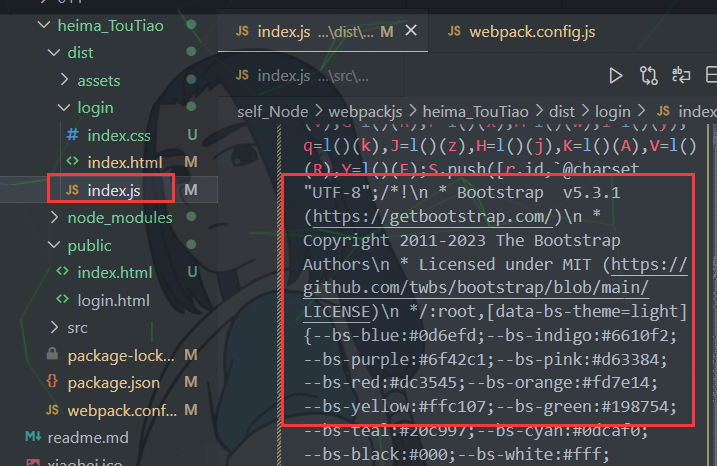 heima_TouTiao
dist
assets
login
index.css U
index.html M
JS index.js M
node_modules
public
index.html U
login.html
src
package-lock... M
package.json M
webpack.conf... M
readme.md
JS index.js ...\dist\... M
JS webpack.config.js
JS index.js ...\src\...
self_Node > webpackjs > heima_TouTiao > dist > login > JS index
q=l()(k),J=l()(z),H=l()(j),K=l()(A),V=l()
(R),Y=l()(E);S.push([r.id,`@charset
"UTF-8";/*!\n * Bootstrap  v5.3.1
(https://getbootstrap.com/)\n *
Copyright 2011-2023 The Bootstrap
Authors\n * Licensed under MIT (https://
github.com/twbs/bootstrap/blob/main/
LICENSE)\n */:root,[data-bs-theme=light]
{--bs-blue:#0d6efd;--bs-indigo:#6610f2;
--bs-purple:#6f42c1;--bs-pink:#d63384;
--bs-red:#dc3545;--bs-orange:#fd7e14;
--bs-yellow:#ffc107;--bs-green:#198754;
--bs-teal:#20c997;--bs-cyan:#0dcaf0;
--bs-black:#000;--bs-white:#fff;